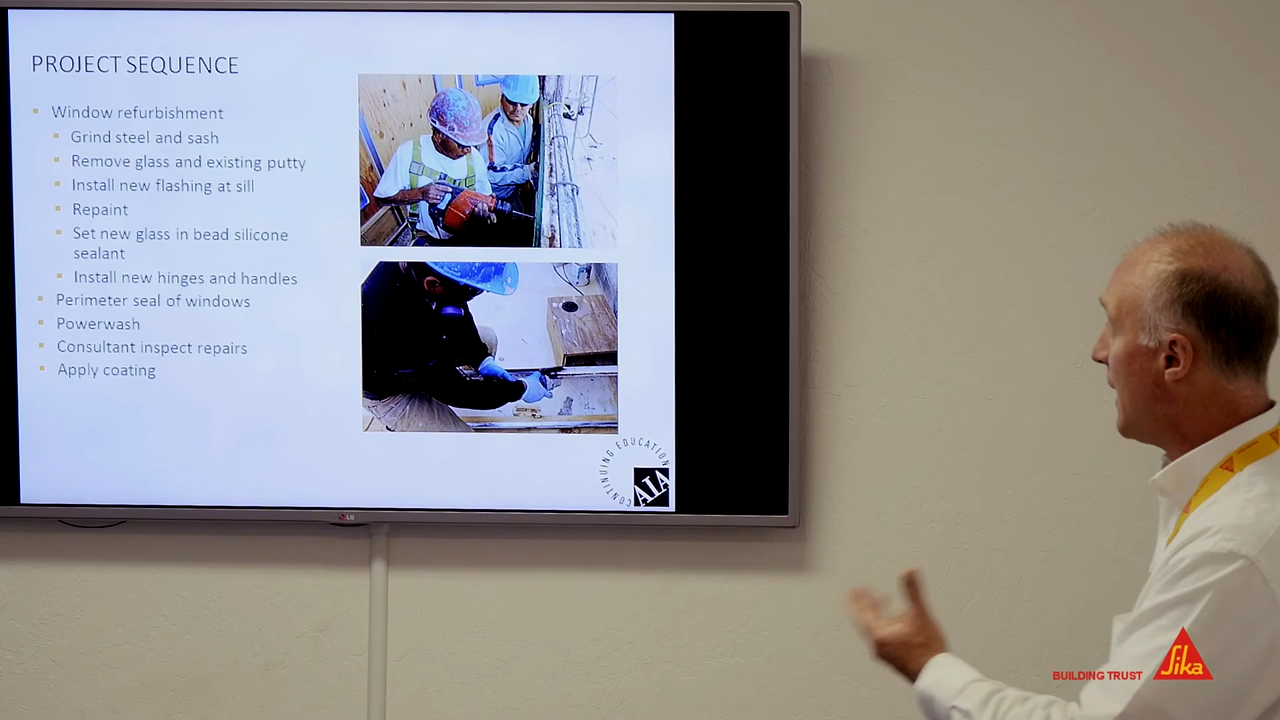 PROJECT SEQUENCE
Window refurbishment
Grind steel and sash
Remove glass and existing putty
Install new flashing at sill
Repaint
Set new glass in bead silicone
sealant
Install new hinges and handles
Perimeter seal of windows
Powerwash
Consultant inspect repairs
Apply coating
CONTINUING EDUCATION
AIA
LG
BUILDING TRUST
Sika